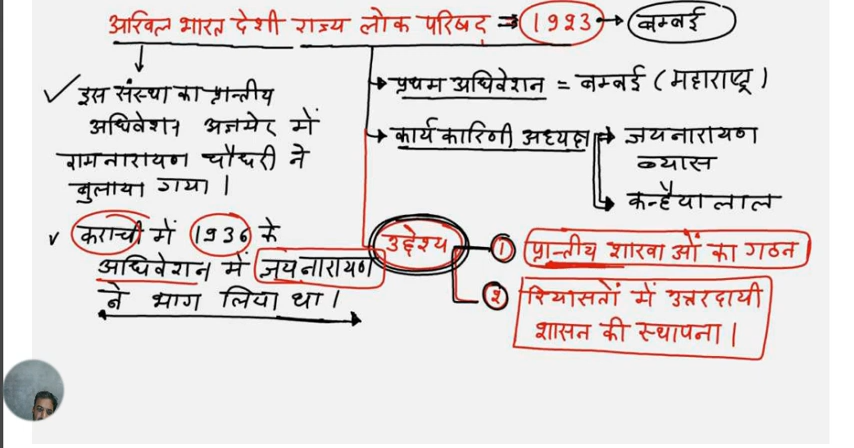 अखिल भारत देशी राज्य लोक परिषद् ⇒ 1923 → बम्बई
इस संस्था का प्रान्तीय
अधिवेशन अजमेर में
रामनारायण चौधरी ने
बुलाया गया।
कराची में 1936 के
अधिवेशन में जयनारायण
ने भाग लिया था।
प्रथम अधिवेशन = बम्बई (महाराष्ट्र)
कार्यकारिणी अध्यक्ष → जयनारायण
व्यास
→ कन्हैयालाल
उद्देश्य
① प्रान्तीय शाखाओं का गठन
② रियासतों में उत्तरदायी
शासन की स्थापना।